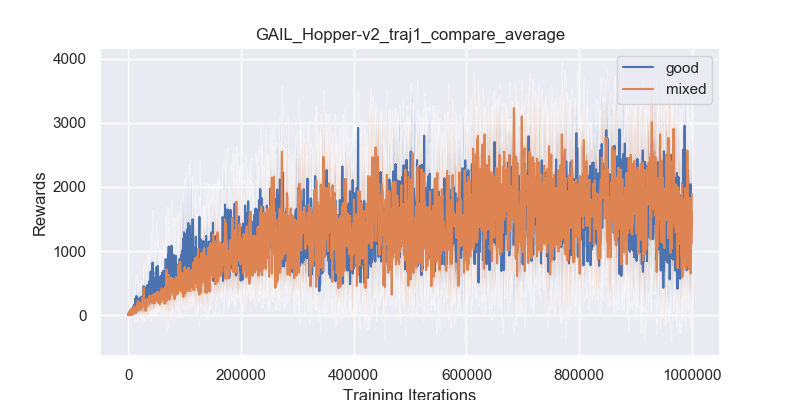 GAIL_Hopper-v2_traj1_compare_average
4000
3000
2000
1000
0
Rewards
good
mixed
0
200000
400000
600000
800000
1000000
Training Iterations